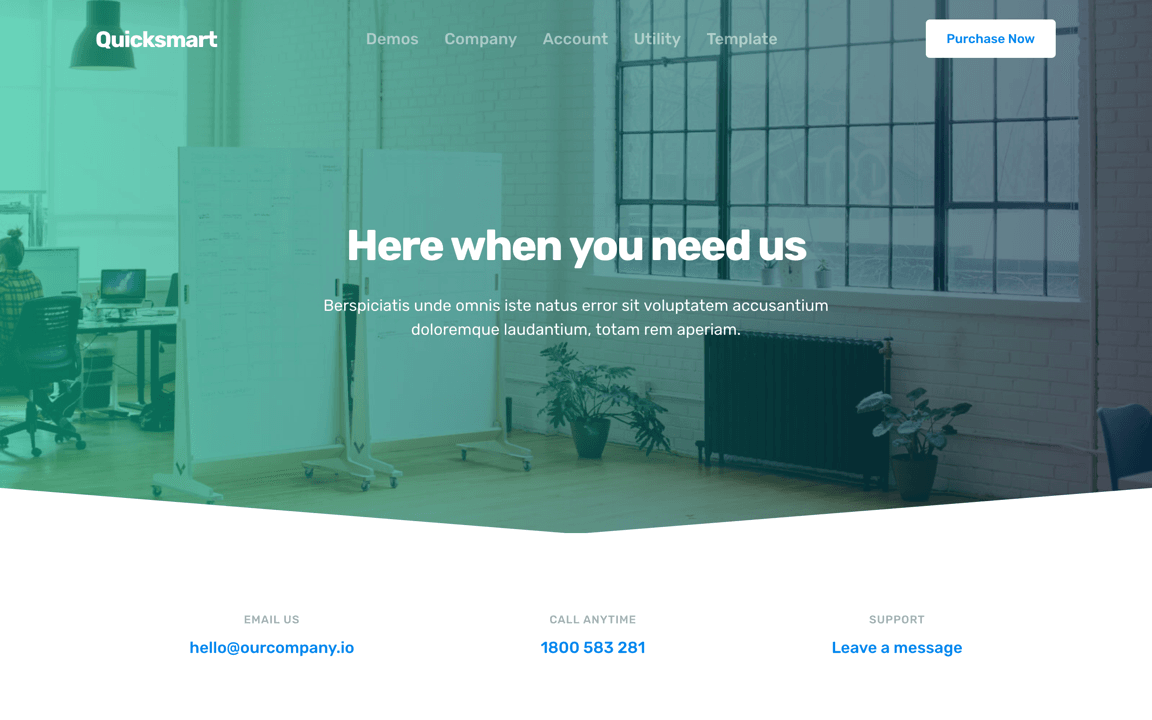 Quicksmart
Demos Company Account Utility Template
Purchase Now
Here when you need us
Berspiciatis unde omnis iste natus error sit voluptatem accusantium
doloremque laudantium, totam rem aperiam.
EMAIL US
hello@ourcompany.io
CALL ANYTIME
1800 583 281
SUPPORT
Leave a message